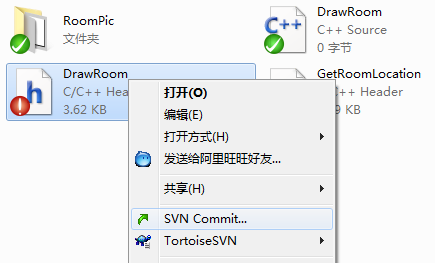 RoomPic
文件夹
DrawRoom
C++ Source
0 字节
DrawRoom
C/C++ Hea
3.62 KB
GetRoomLocation
C++ Header
9 KB
打开(O)
编辑(E)
打开方式(H)
发送给阿里旺旺好友...
共享(H)
SVN Commit...
TortoiseSVN